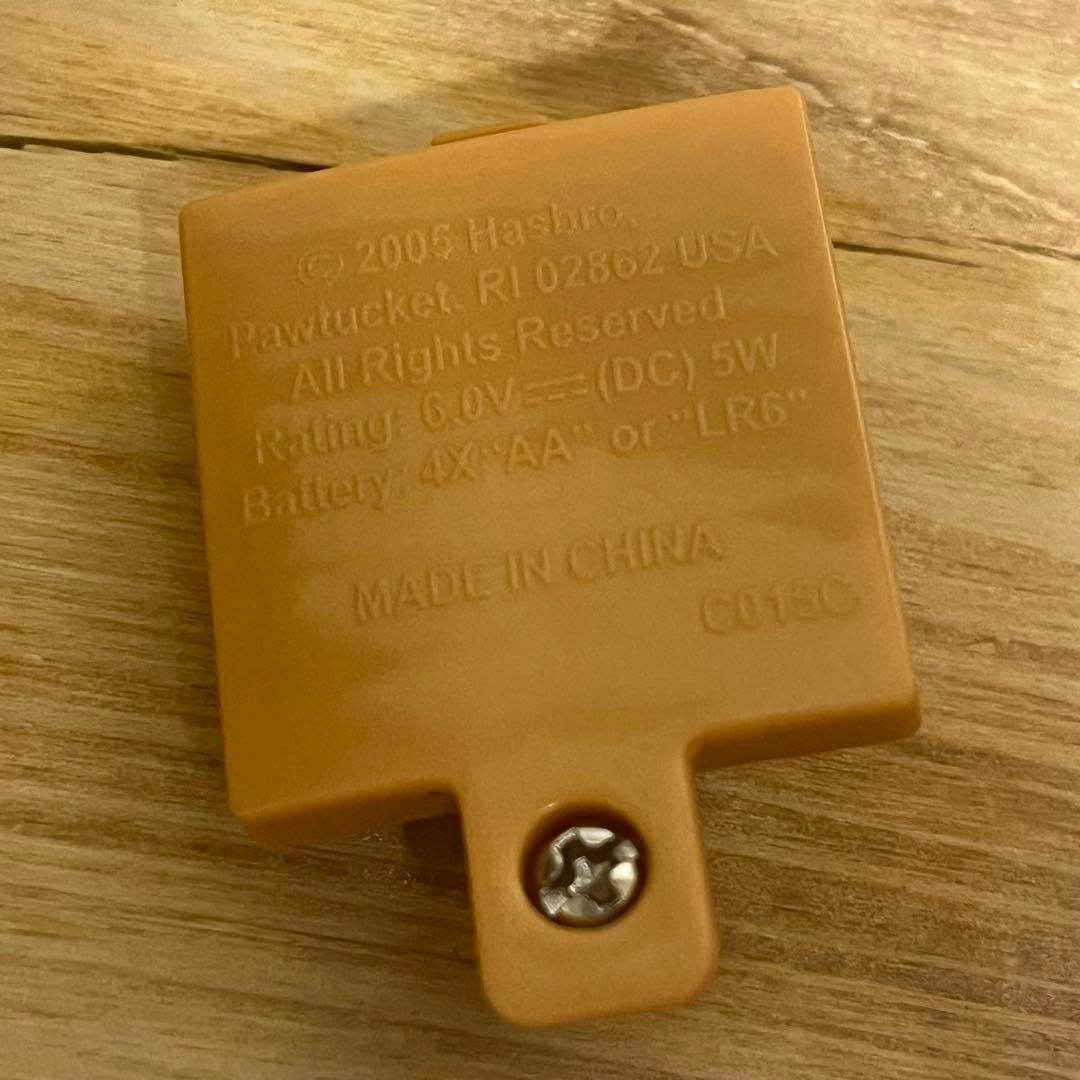 © 2005 Hasbro,
Pawtucket, RI 02862 USA
All Rights Reserved
Rating: 6.0V⎓(DC) 5W
Battery: 4X"AA" or "LR6"
MADE IN CHINA
C015C